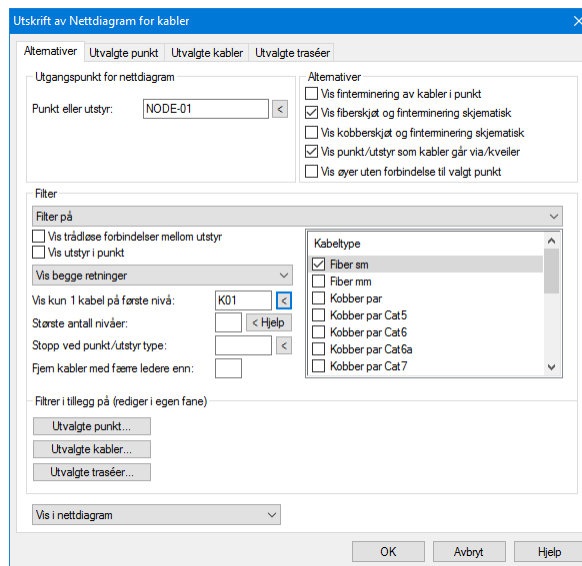 Utskrift av Nettdiagram for kabler
Alternativer Utvalgte punkt Utvalgte kabler Utvalgte traséer
Utgangspunkt for nettdiagram
Punkt eller utstyr: NODE-01 <
Alternativer
Vis finterminering av kabler i punkt
Vis fiberskjøt og finterminering skjematisk
Vis kobberskjøt og finterminering skjematisk
Vis punkt/utstyr som kabler går via/kveiler
Vis øyer uten forbindelse til valgt punkt
Filter
Filter på
Vis trådløse forbindelser mellom utstyr
Vis utstyr i punkt
Vis begge retninger
Vis kun 1 kabel på første nivå: K01 <
Største antall nivåer: < Hjelp
Stopp ved punkt/utstyr type: <
Fjern kabler med færre ledere enn:
Kabeltype
Fiber sm
Fiber mm
Kobber par
Kobber par Cat5
Kobber par Cat6
Kobber par Cat6a
Kobber par Cat7
Filtrer i tillegg på (rediger i egen fane)
Utvalgte punkt...
Utvalgte kabler...
Utvalgte traséer...
Vis i nettdiagram
OK Avbryt Hjelp